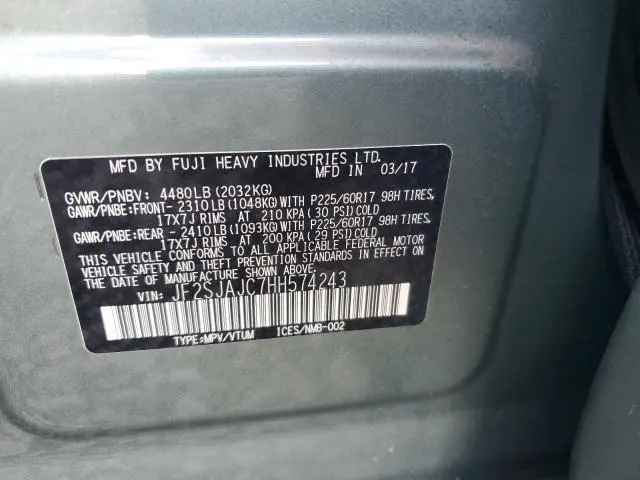 MFD BY FUJI HEAVY INDUSTRIES LTD.
MFD IN 03/17
GVWR/PNBV: 4480LB(2032KG)
GAWR/PNBE:FRONT- 2310LB(1048KG)WITH P225/60R17 98H TIRES,
17X7J RIMS AT 210 KPA(30 PSI)COLD
GAWR/PNBE:REAR - 2410LB(1093KG)WITH P225/60R17 98H TIRES,
17X7J RIMS AT 200 KPA(29 PSI)COLD
THIS VEHICLE CONFORMS TO ALL APPLICABLE FEDERAL MOTOR
VEHICLE SAFETY AND BUMPER STANDARDS IN EFFECT ON
THE DATE OF MANUFACTURE SHOWN ABOVE.
VIN: JF2SJAJC7HH574243
TYPE:MPV/VTUM ICES/NMB-002